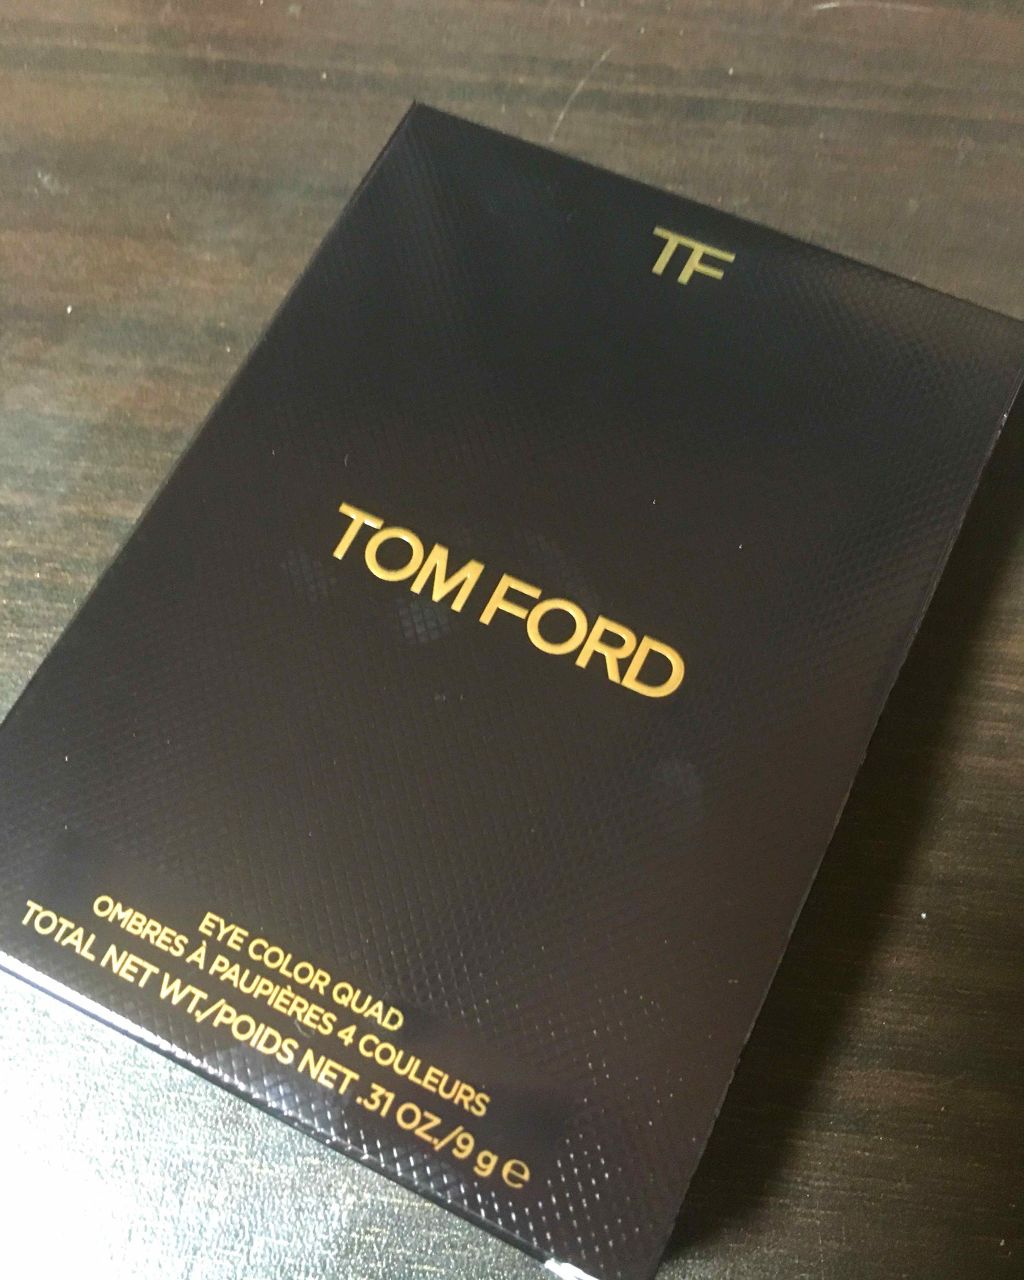 TF
TOM FORD
EYE COLOR QUAD
OMBRES À PAUPIÈRES 4 COULEURS
TOTAL NET WT./POIDS NET .31 OZ./9 g ℮